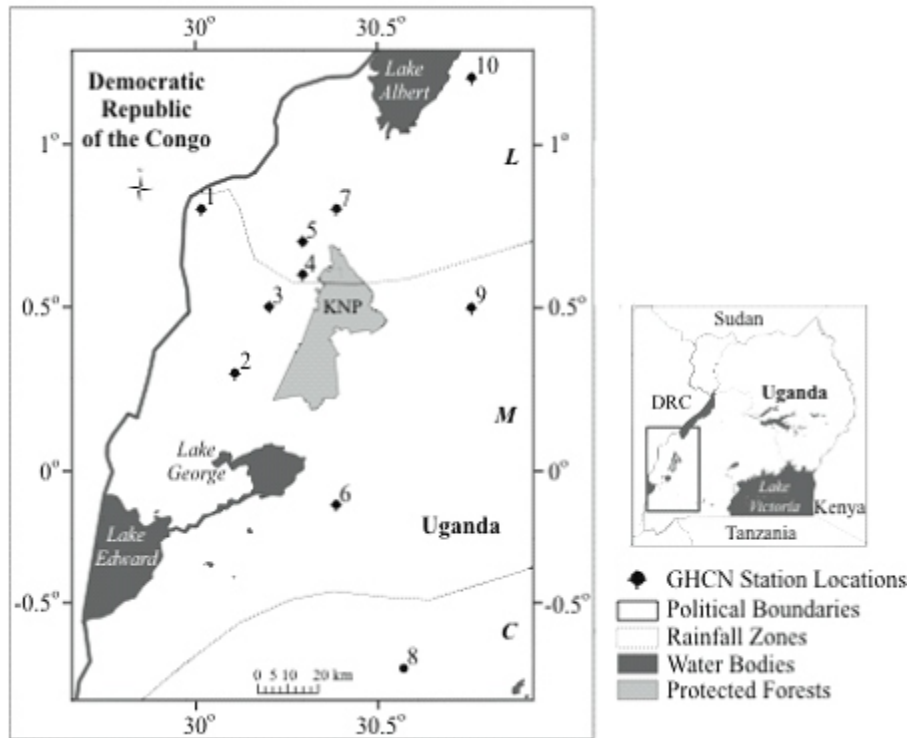 30° 30.5°
Democratic
Republic
of the Congo
Lake
Albert
10
1° 1°
L
1
7
5
4
3
KNP
9
0.5° 0.5°
2
M
Lake
George
0° 0°
6
Uganda
Lake
Edward
-0.5° -0.5°
C
8
0 5 10 20 km
30° 30.5°
Sudan
DRC
Uganda
Lake
Victoria
Kenya
Tanzania
GHCN Station Locations
Political Boundaries
Rainfall Zones
Water Bodies
Protected Forests